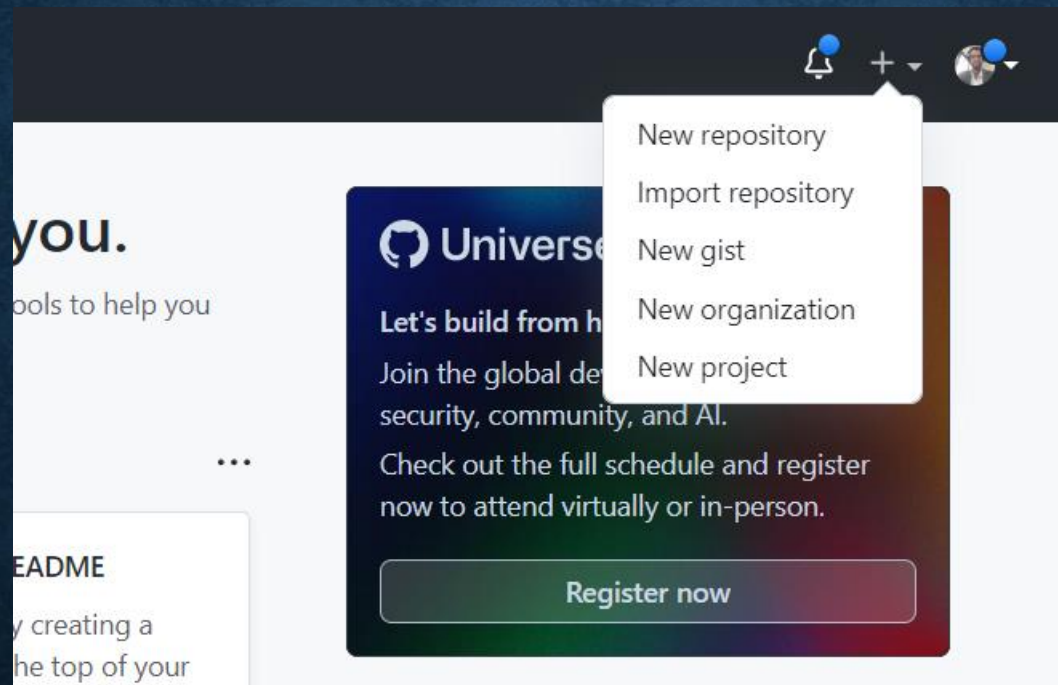 New repository
Import repository
New gist
New organization
New project
you.
ools to help you
Universe
Let's build from h
Join the global de
security, community, and AI.
Check out the full schedule and register
now to attend virtually or in-person.
Register now
EADME
y creating a
he top of your